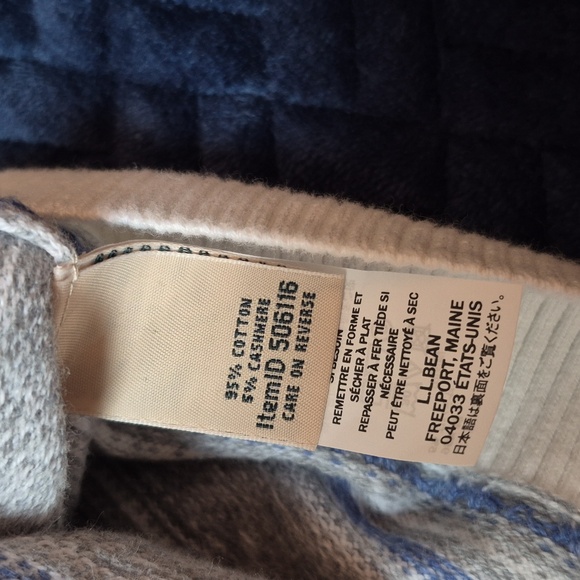 95% COTTON
5% CASHMERE
ItemID 506116
CARE ON REVERSE
SI BESOIN
REMETTRE EN FORME ET
SÉCHER À PLAT
REPASSER À FER TIÈDE SI
NÉCESSAIRE
PEUT ÊTRE NETTOYÉ À SEC
L.L.BEAN
FREEPORT, MAINE
04033 ÉTATS-UNIS
日本語は裏面をご覧ください。